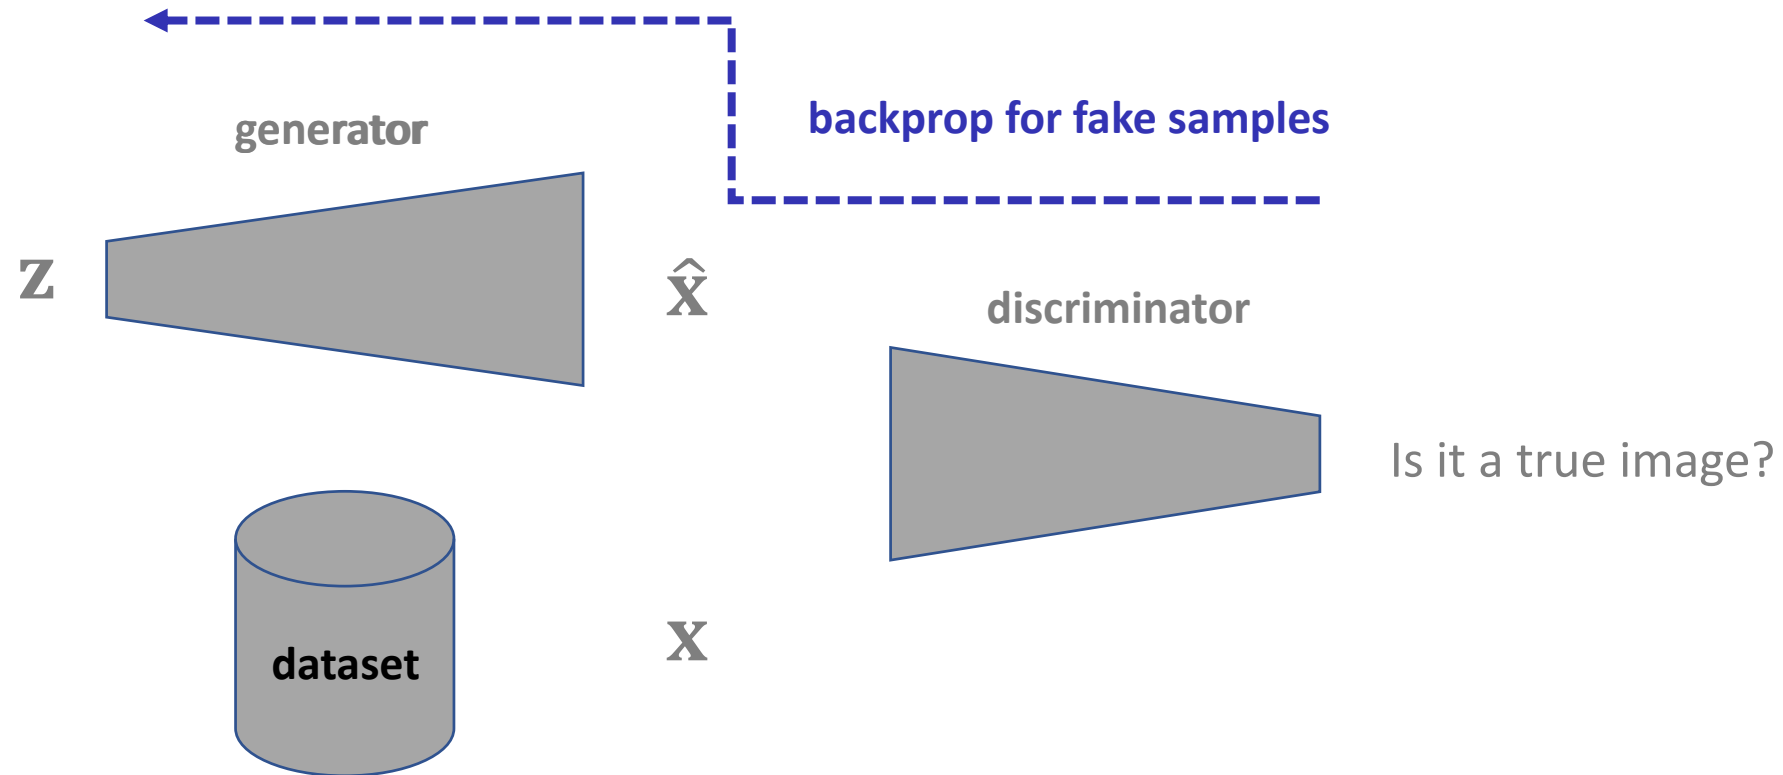 backprop for fake samples
generator
z
x̂
discriminator
Is it a true image?
dataset
x